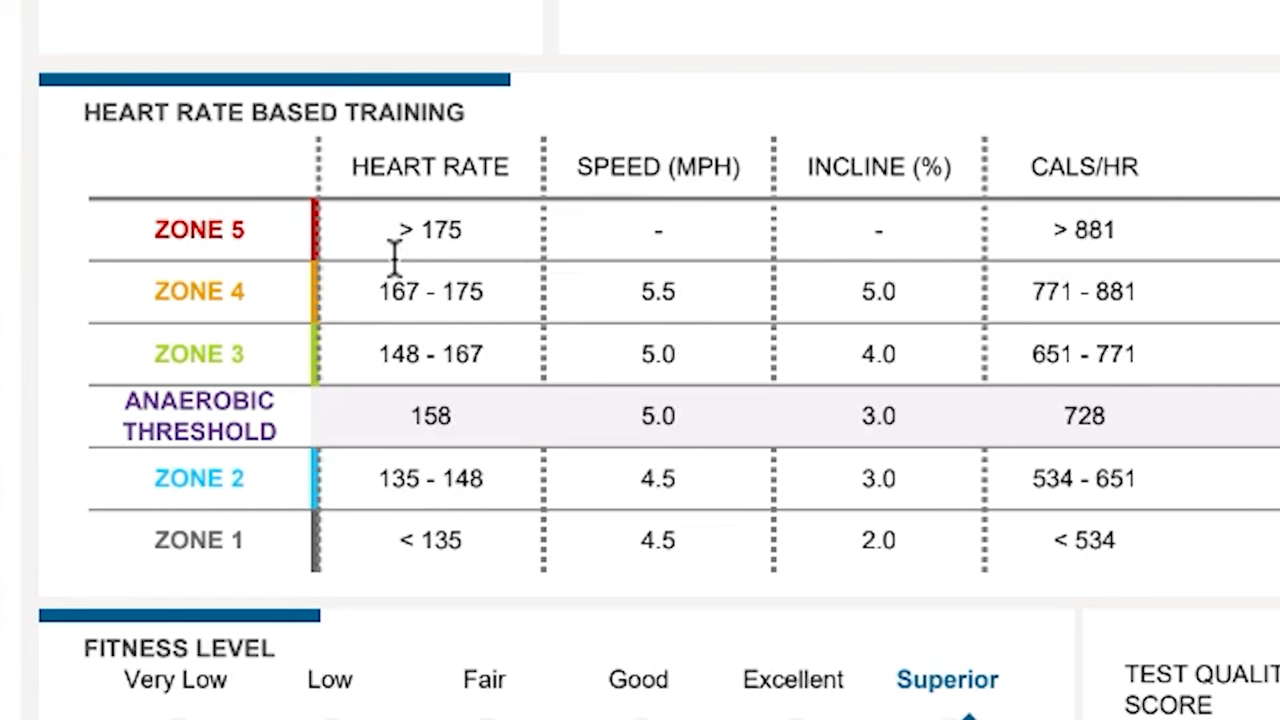 HEART RATE BASED TRAINING
HEART RATE SPEED (MPH) INCLINE (%) CALS/HR
ZONE 5 > 175 - - > 881
ZONE 4 167 - 175 5.5 5.0 771 - 881
ZONE 3 148 - 167 5.0 4.0 651 - 771
ANAEROBIC THRESHOLD 158 5.0 3.0 728
ZONE 2 135 - 148 4.5 3.0 534 - 651
ZONE 1 < 135 4.5 2.0 < 534
FITNESS LEVEL
Very Low Low Fair Good Excellent Superior
TEST QUALIT
SCORE